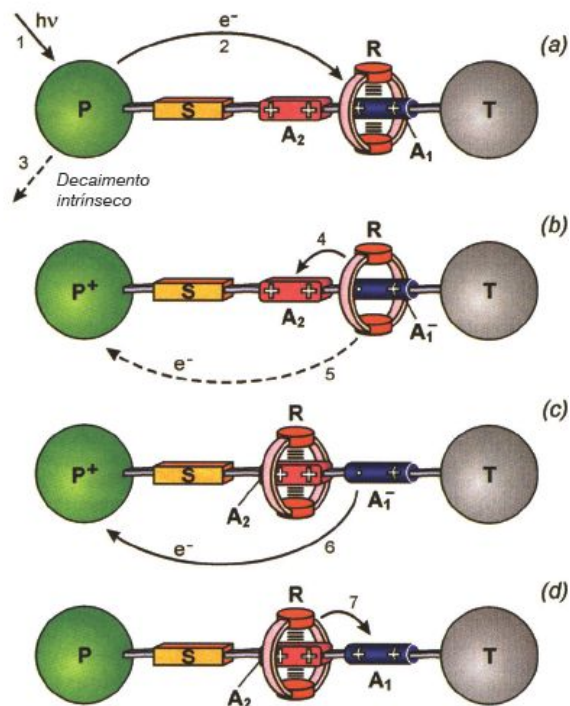 hν
1
e⁻
2
R
(a)
P
S
+ +
A₂
+ +
A₁
T
3
Decaimento
intrínseco
(b)
R
4
P⁺
S
+ +
A₂
· +
A₁⁻
T
e⁻
5
(c)
R
P⁺
S
+ +
A₂
· +
A₁⁻
T
e⁻
6
(d)
R
7
P
S
+ +
A₂
+ +
A₁
T